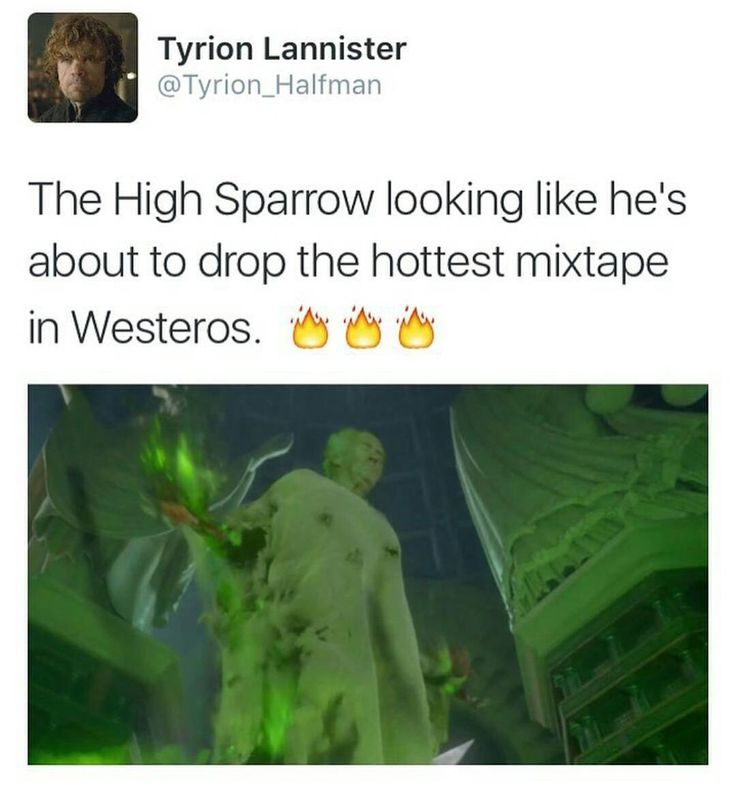 Tyrion Lannister
@Tyrion_Halfman
The High Sparrow looking like he's
about to drop the hottest mixtape
in Westeros. 🔥🔥🔥